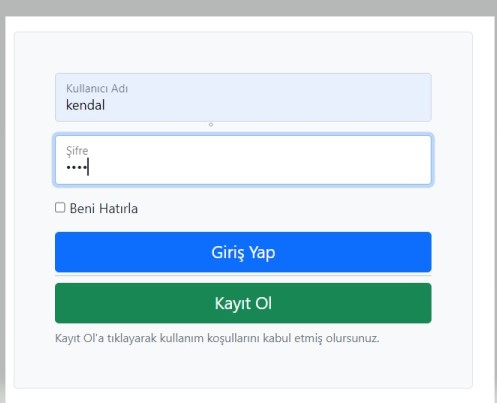 Kullanıcı Adı
kendal
Şifre
••••
Beni Hatırla
Giriş Yap
Kayıt Ol
Kayıt Ol'a tıklayarak kullanım koşullarını kabul etmiş olursunuz.